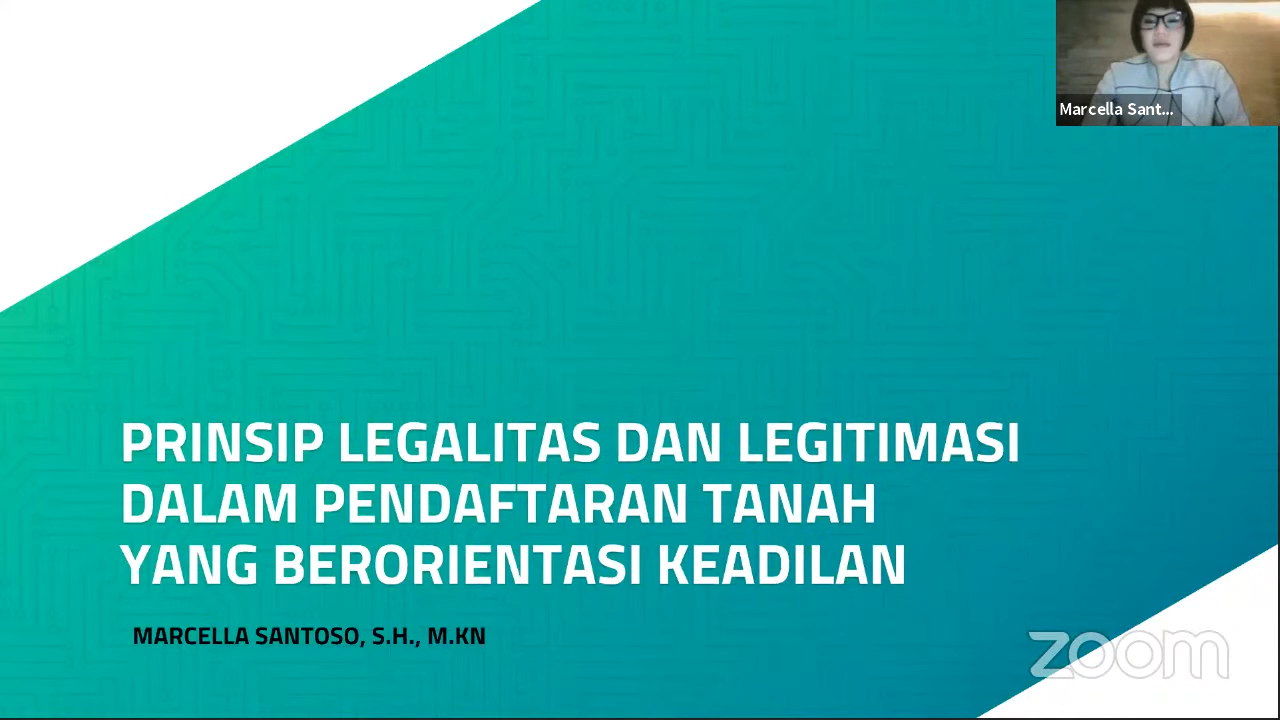 Marcella Sant...
PRINSIP LEGALITAS DAN LEGITIMASI
DALAM PENDAFTARAN TANAH
YANG BERORIENTASI KEADILAN
MARCELLA SANTOSO, S.H., M.KN
zoom